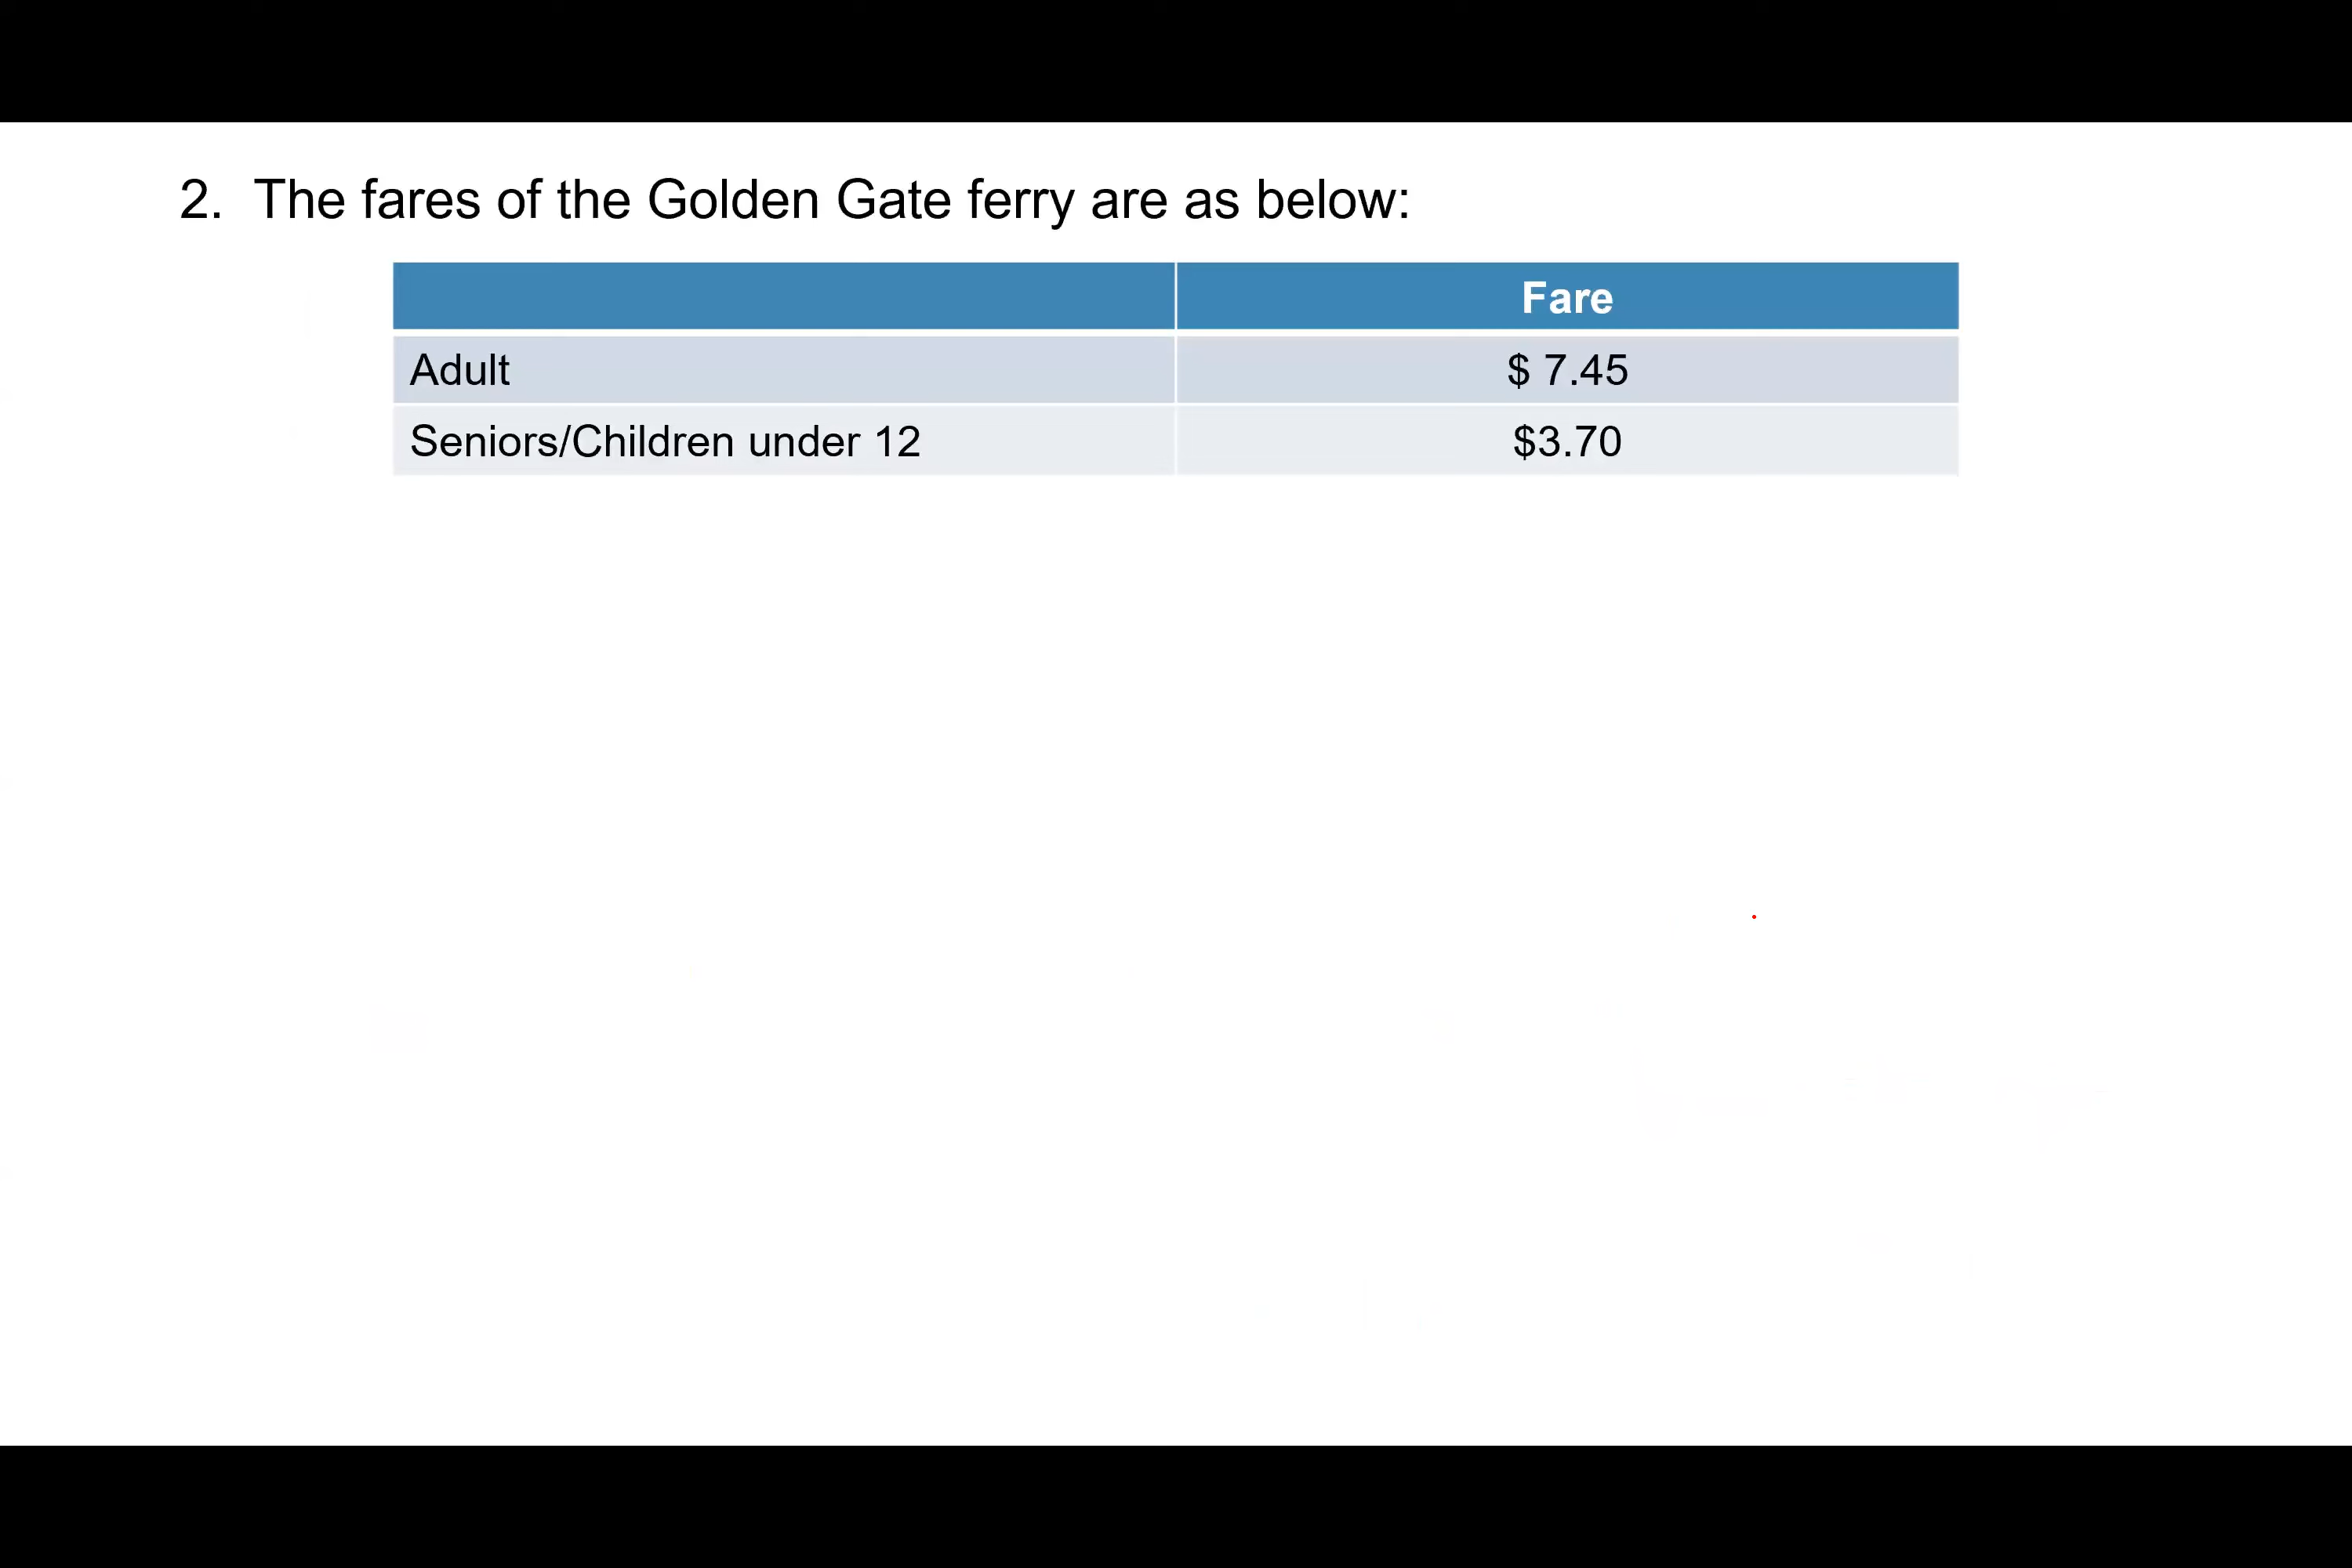 2. The fares of the Golden Gate ferry are as below:
Fare
Adult $ 7.45
Seniors/Children under 12 $3.70